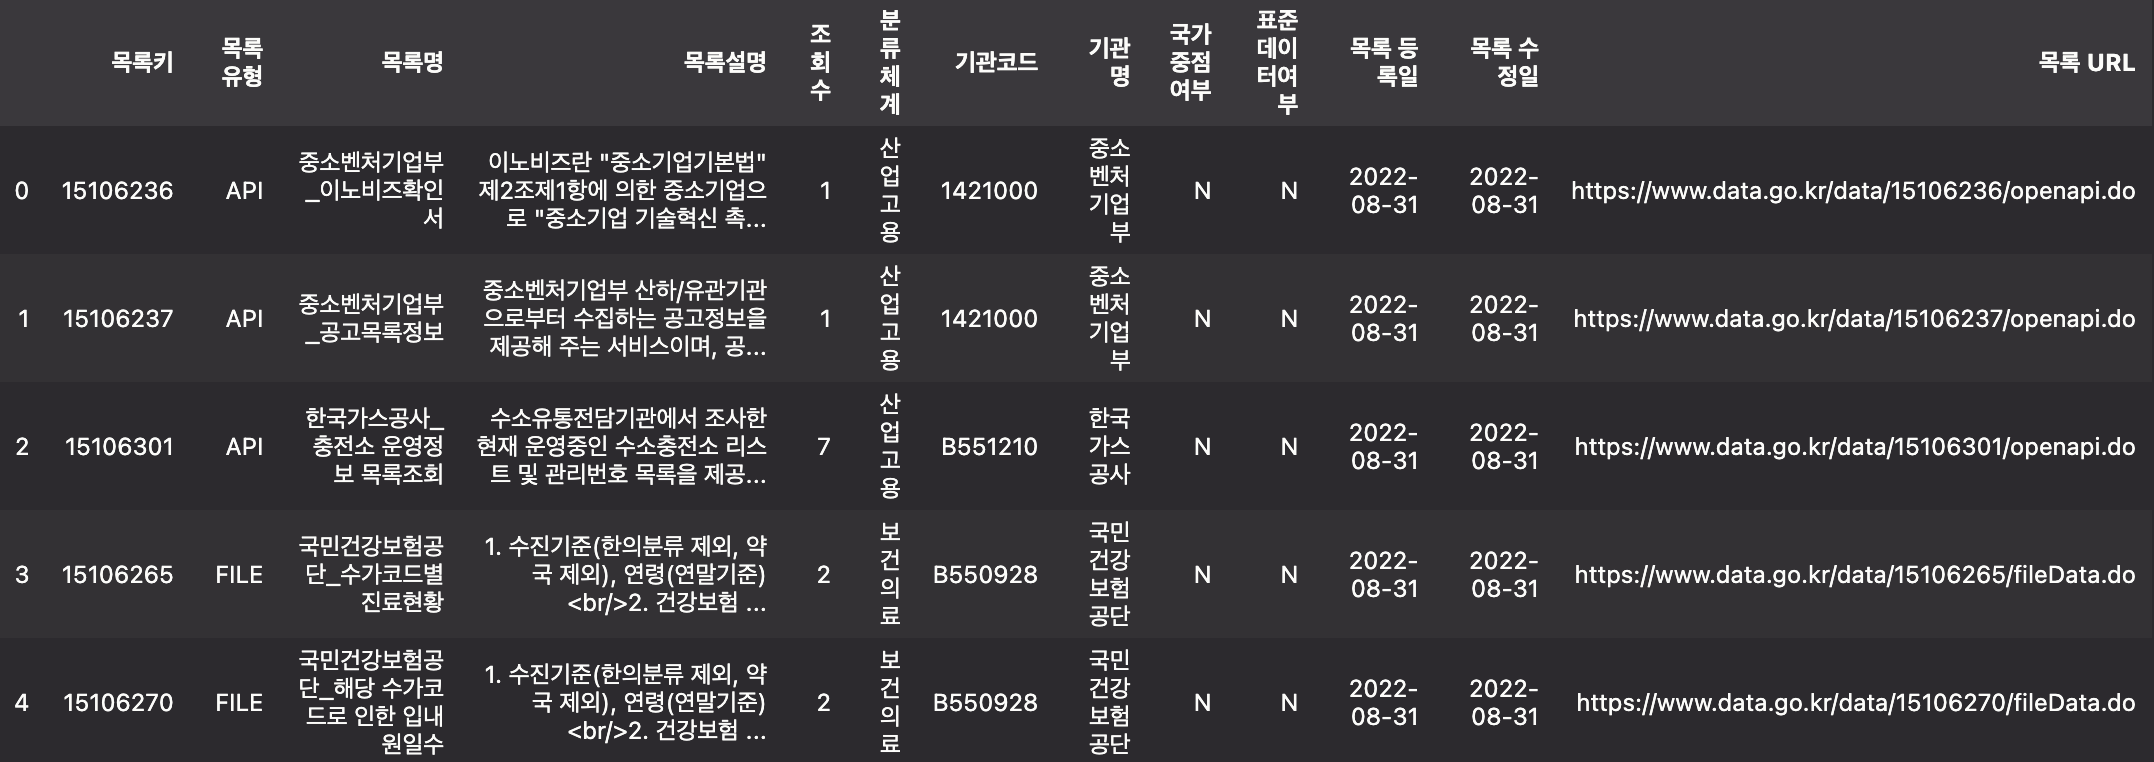 목록키 목록 유형 목록명 목록설명 조회수 분류체계 기관코드 기관명 국가중점여부 표준데이터여부 목록 등록일 목록 수정일 목록 URL
0 15106236 API 중소벤처기업부_이노비즈확인서 이노비즈란 "중소기업기본법" 제2조제1항에 의한 중소기업으로 "중소기업 기술혁신 촉... 1 산업고용 1421000 중소벤처기업부 N N 2022-08-31 2022-08-31 https://www.data.go.kr/data/15106236/openapi.do
1 15106237 API 중소벤처기업부_공고목록정보 중소벤처기업부 산하/유관기관으로부터 수집하는 공고정보을 제공해 주는 서비스이며, 공... 1 산업고용 1421000 중소벤처기업부 N N 2022-08-31 2022-08-31 https://www.data.go.kr/data/15106237/openapi.do
2 15106301 API 한국가스공사_충전소 운영정보 목록조회 수소유통전담기관에서 조사한 현재 운영중인 수소충전소 리스트 및 관리번호 목록을 제공... 7 산업고용 B551210 한국가스공사 N N 2022-08-31 2022-08-31 https://www.data.go.kr/data/15106301/openapi.do
3 15106265 FILE 국민건강보험공단_수가코드별 진료현황 1. 수진기준(한의분류 제외, 약국 제외), 연령(연말기준)<br/>2. 건강보험 ... 2 보건의료 B550928 국민건강보험공단 N N 2022-08-31 2022-08-31 https://www.data.go.kr/data/15106265/fileData.do
4 15106270 FILE 국민건강보험공단_해당 수가코드로 인한 입내원일수 1. 수진기준(한의분류 제외, 약국 제외), 연령(연말기준)<br/>2. 건강보험 ... 2 보건의료 B550928 국민건강보험공단 N N 2022-08-31 2022-08-31 https://www.data.go.kr/data/15106270/fileData.do